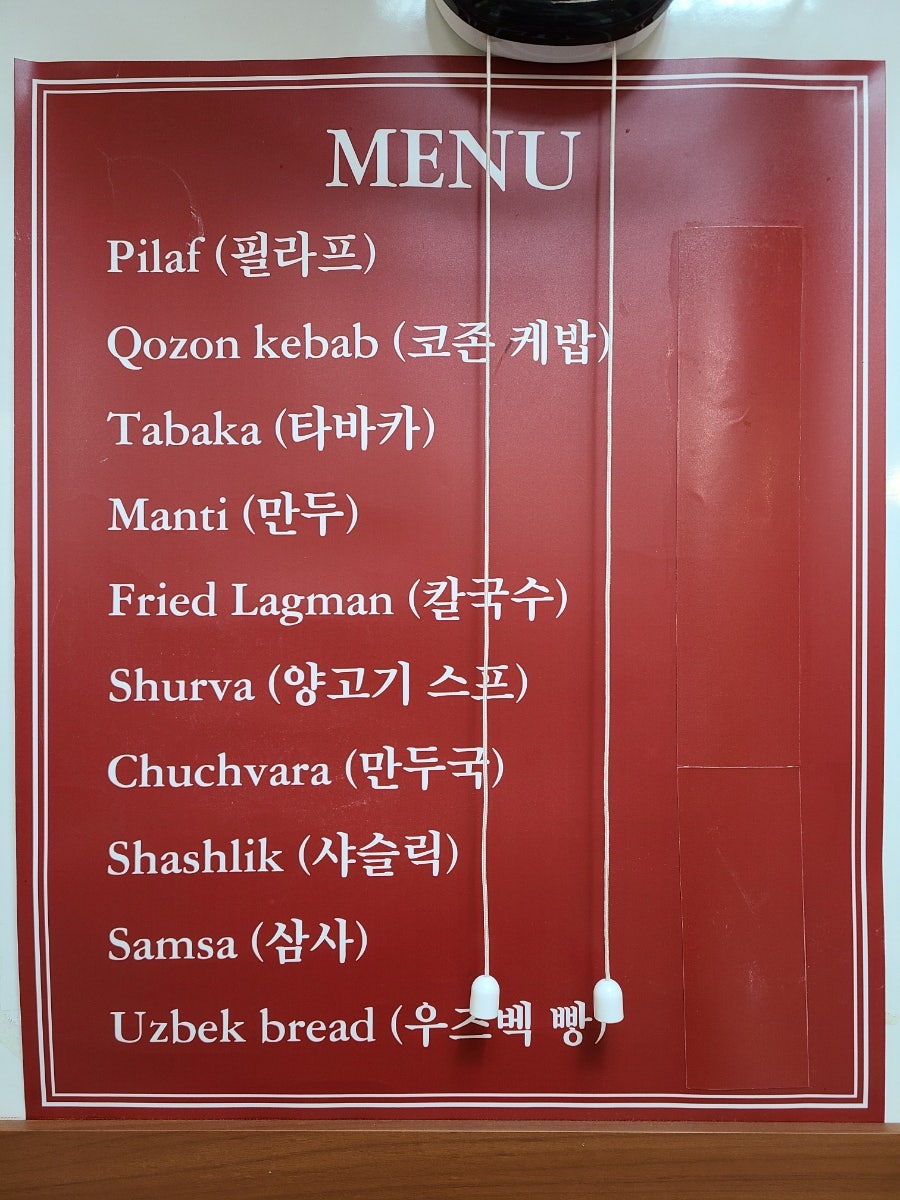 MENU
Pilaf (필라프)
Qozon kebab (코존 케밥)
Tabaka (타바카)
Manti (만두)
Fried Lagman (칼국수)
Shurva (양고기 스프)
Chuchvara (만두국)
Shashlik (샤슬릭)
Samsa (삼사)
Uzbek bread (우즈벡 빵)